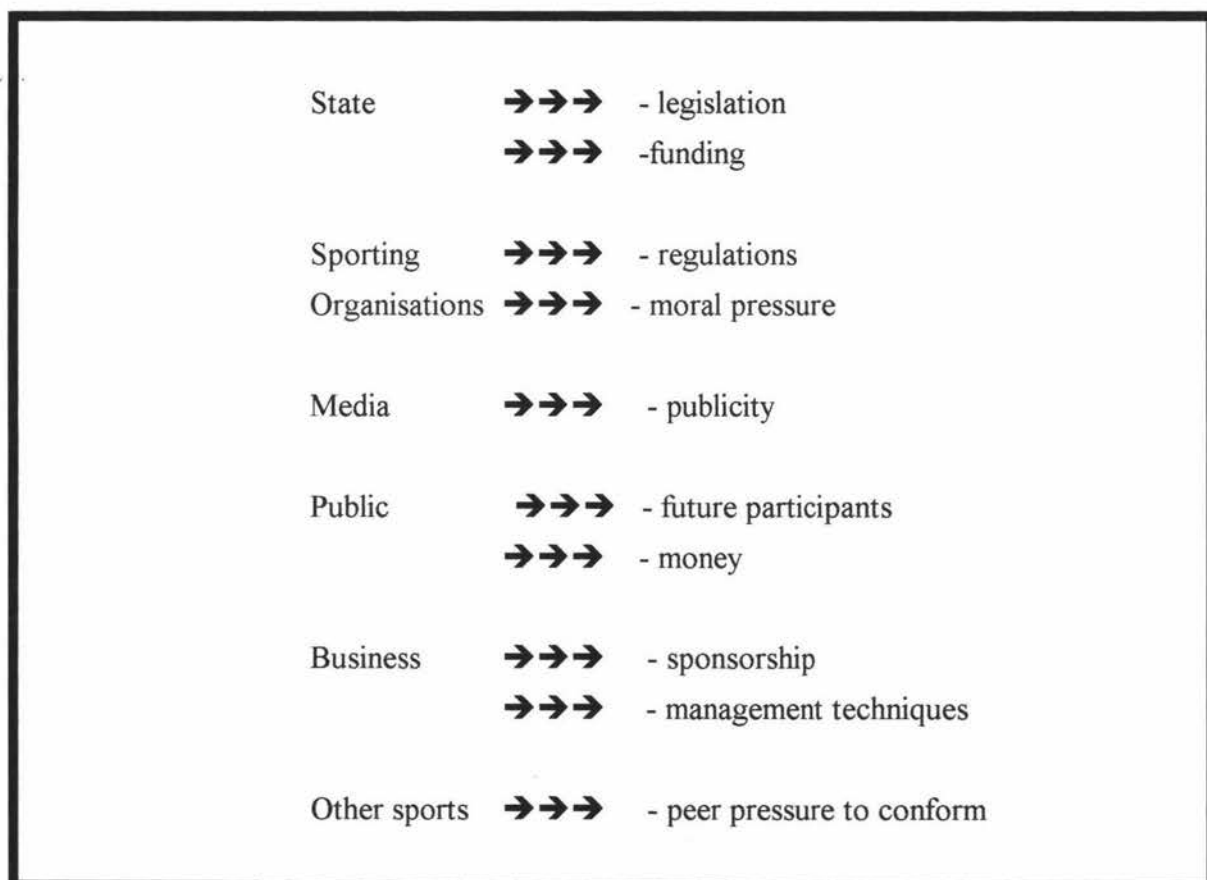 State ➔➔➔ - legislation
➔➔➔ -funding
Sporting ➔➔➔ - regulations
Organisations ➔➔➔ - moral pressure
Media ➔➔➔ - publicity
Public ➔➔➔ - future participants
➔➔➔ - money
Business ➔➔➔ - sponsorship
➔➔➔ - management techniques
Other sports ➔➔➔ - peer pressure to conform